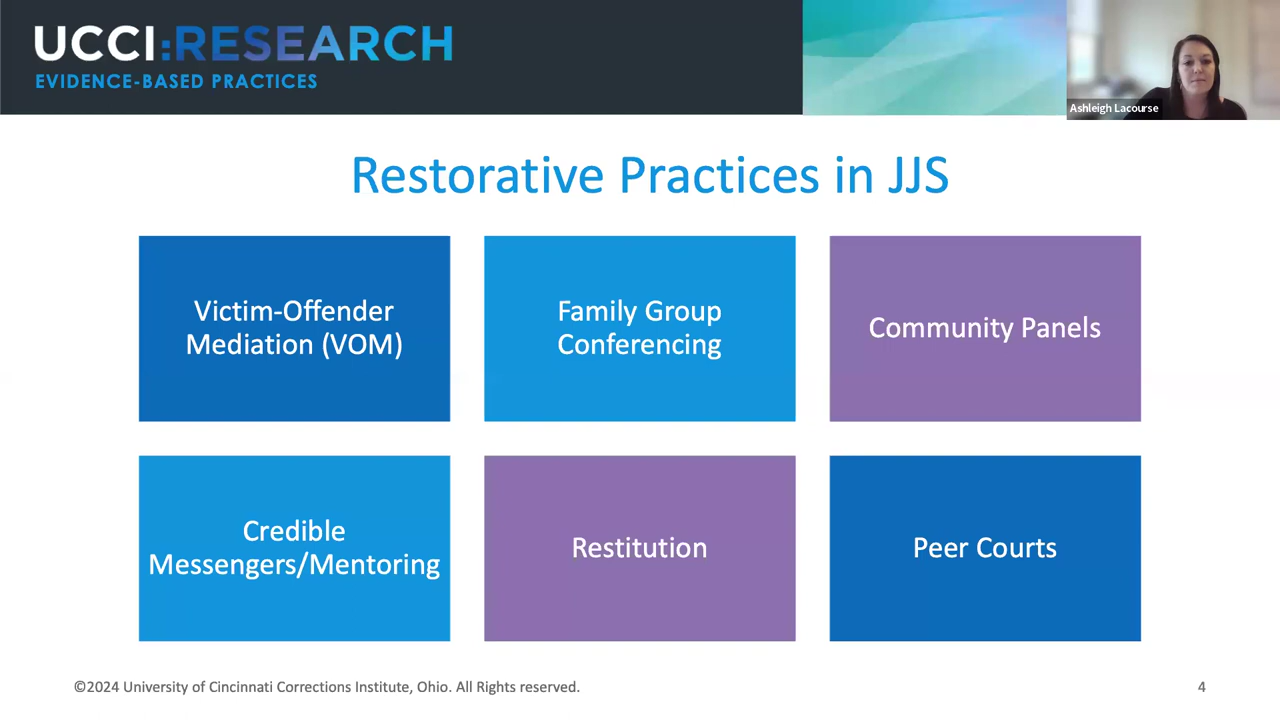 UCCI:RESEARCH
EVIDENCE-BASED PRACTICES
Ashleigh Lacourse
Restorative Practices in JJS
Victim-Offender
Mediation (VOM)
Family Group
Conferencing
Community Panels
Credible
Messengers/Mentoring
Restitution
Peer Courts
©2024 University of Cincinnati Corrections Institute, Ohio. All Rights reserved.
4